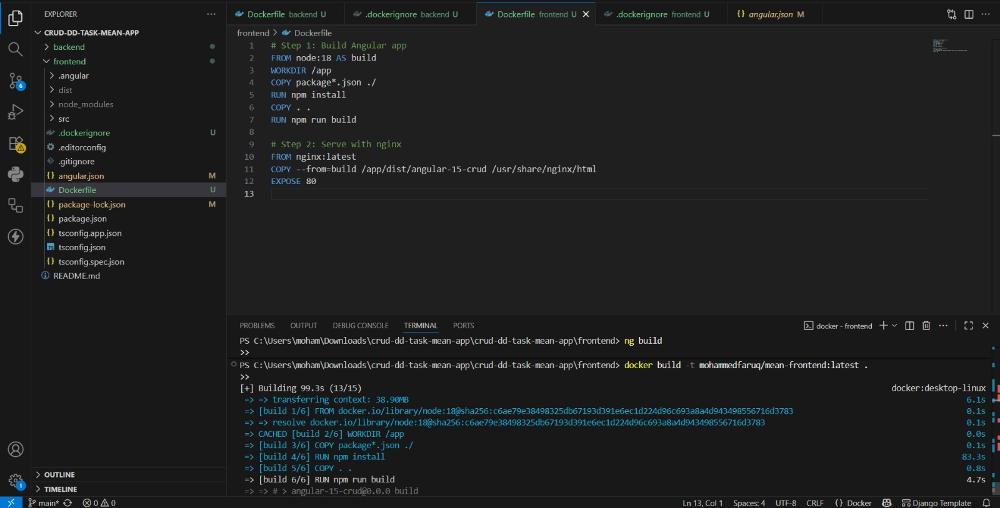 EXPLORER
CRUD-DD-TASK-MEAN-APP
backend
frontend
.angular
dist
node_modules
src
.dockerignore U
.editorconfig
.gitignore
angular.json M
Dockerfile U
package-lock.json M
package.json
tsconfig.app.json
tsconfig.json
tsconfig.spec.json
README.md
OUTLINE
TIMELINE
6
1
Dockerfile backend U
.dockerignore backend U
Dockerfile frontend U
.dockerignore frontend U
angular.json M
frontend > Dockerfile
1 # Step 1: Build Angular app
2 FROM node:18 AS build
3 WORKDIR /app
4 COPY package*.json ./
5 RUN npm install
6 COPY . .
7 RUN npm run build
8
9 # Step 2: Serve with nginx
10 FROM nginx:latest
11 COPY --from=build /app/dist/angular-15-crud /usr/share/nginx/html
12 EXPOSE 80
13
PROBLEMS OUTPUT DEBUG CONSOLE TERMINAL PORTS
docker - frontend
PS C:\Users\moham\Downloads\crud-dd-task-mean-app\crud-dd-task-mean-app\frontend> ng build
>>
PS C:\Users\moham\Downloads\crud-dd-task-mean-app\crud-dd-task-mean-app\frontend> docker build -t mohammedfaruq/mean-frontend:latest .
>>
[+] Building 99.3s (13/15) docker:desktop-linux
=> => transferring context: 38.90MB 6.1s
=> [build 1/6] FROM docker.io/library/node:18@sha256:c6ae79e38498325db67193d391e6ec1d224d96c693a8a4d943498556716d3783 0.1s
=> => resolve docker.io/library/node:18@sha256:c6ae79e38498325db67193d391e6ec1d224d96c693a8a4d943498556716d3783 0.1s
=> CACHED [build 2/6] WORKDIR /app 0.0s
=> [build 3/6] COPY package*.json ./ 0.1s
=> [build 4/6] RUN npm install 83.3s
=> [build 5/6] COPY . . 0.8s
=> [build 6/6] RUN npm run build 4.7s
=> => # > angular-15-crud@0.0.0 build
main* 0 0 Ln 13, Col 1 Spaces: 4 UTF-8 CRLF {} Docker Django Template